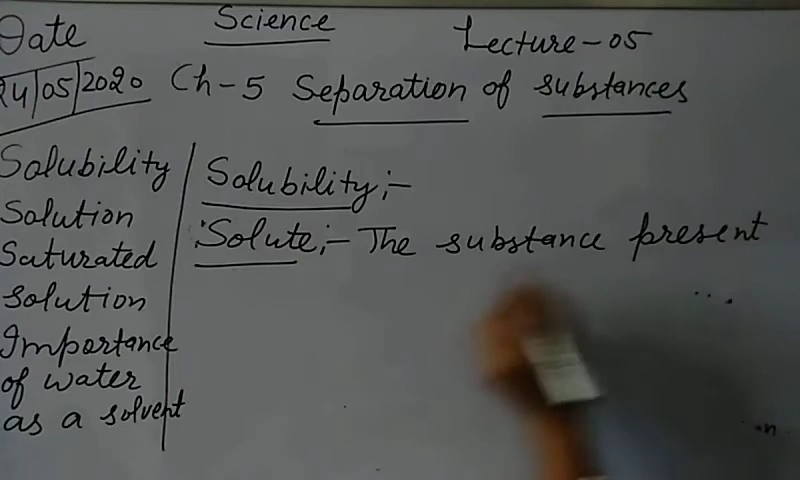 Date
Science
Lecture-05
24/05/2020
Ch-5 Separation of substances
Solubility
Solution
Saturated
solution
Importance
of water
as a solvent
Solubility:-
Solute:- The substance present